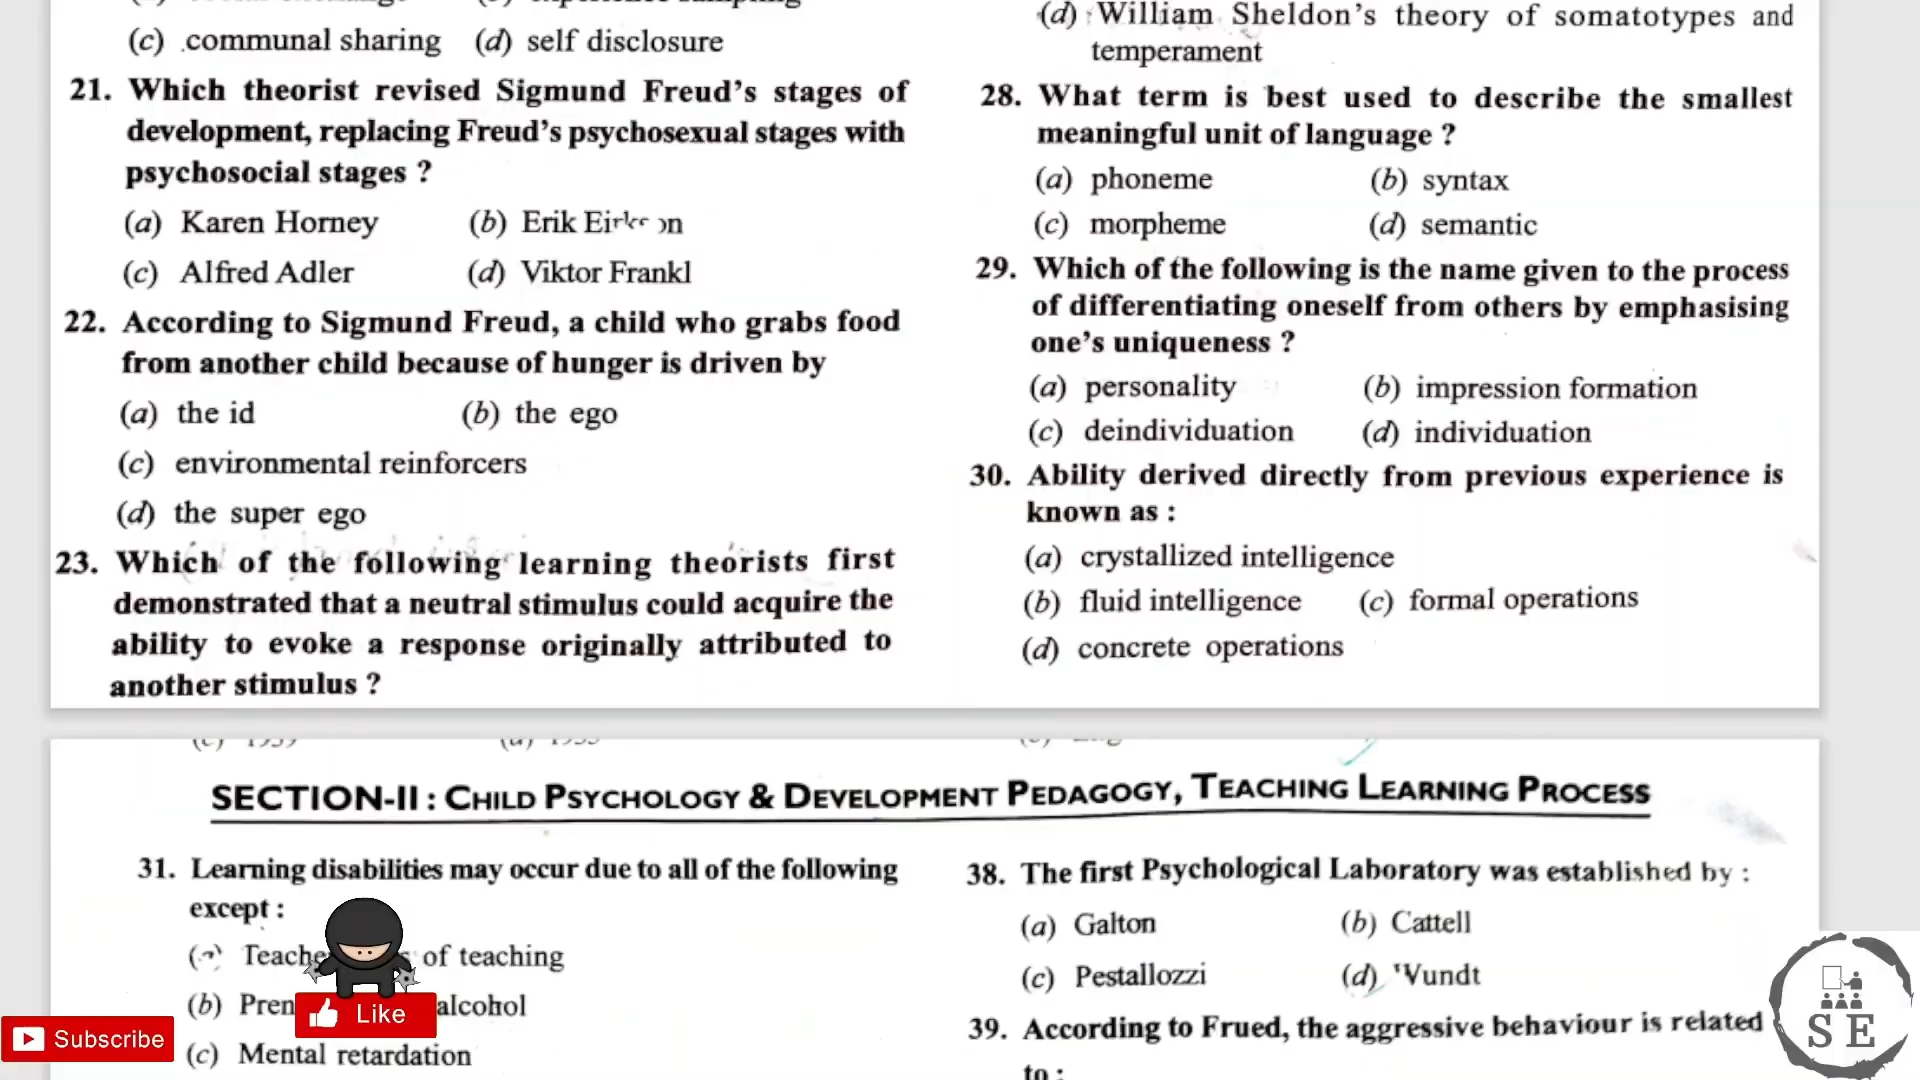 (c) communal sharing (d) self disclosure
21. Which theorist revised Sigmund Freud's stages of
development, replacing Freud's psychosexual stages with
psychosocial stages ?
(a) Karen Horney (b) Erik
(c) Alfred Adler (d) Viktor Frankl
22. According to Sigmund Freud, a child who grabs food
from another child because of hunger is driven by
(a) the id (b) the ego
(c) environmental reinforcers
(d) the super ego
23. Which of the following learning theorists first
demonstrated that a neutral stimulus could acquire the
ability to evoke a response originally attributed to
another stimulus ?
(d) William Sheldon's theory of somatotypes and
temperament
28. What term is best used to describe the smallest
meaningful unit of language ?
(a) phoneme (b) syntax
(c) morpheme (d) semantic
29. Which of the following is the name given to the process
of differentiating oneself from others by emphasising
one's uniqueness ?
(a) personality (b) impression formation
(c) deindividuation (d) individuation
30. Ability derived directly from previous experience is
known as :
(a) crystallized intelligence
(b) fluid intelligence (c) formal operations
(d) concrete operations
SECTION-II : CHILD PSYCHOLOGY & DEVELOPMENT PEDAGOGY, TEACHING LEARNING PROCESS
31. Learning disabilities may occur due to all of the following
except :
of teaching
(b) alcohol
(c) Mental retardation
38. The first Psychological Laboratory was established by :
(a) Galton (b) Cattell
(c) Pestallozzi (d) Wundt
39. According to Frued, the aggressive behaviour is related
to :
Like
Subscribe
S E